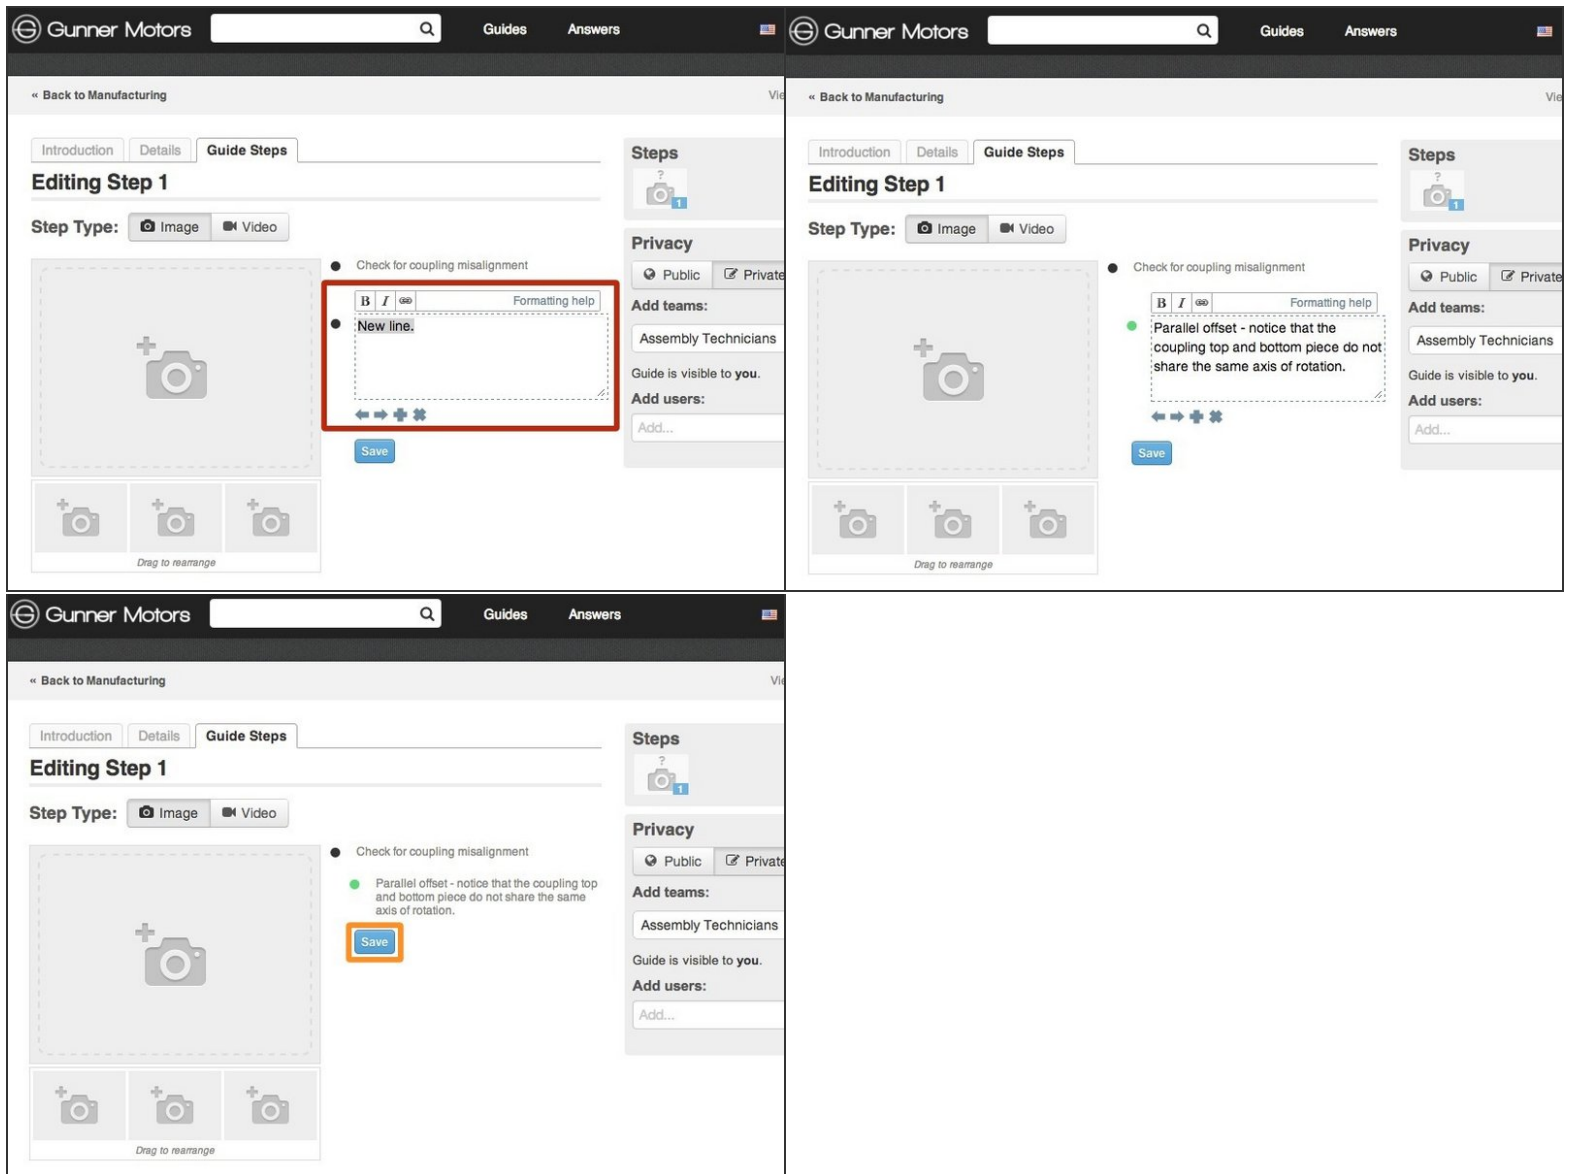 Gunner Motors Guides Answers
« Back to Manufacturing Vie
Introduction Details Guide Steps
Editing Step 1
Step Type: Image Video
Check for coupling misalignment
B I Formatting help
New line.
Save
Drag to rearrange
Steps
?
1
Privacy
Public Private
Add teams:
Assembly Technicians
Guide is visible to you.
Add users:
Add...
Gunner Motors Guides Answers
« Back to Manufacturing Vie
Introduction Details Guide Steps
Editing Step 1
Step Type: Image Video
Check for coupling misalignment
B I Formatting help
Parallel offset - notice that the
coupling top and bottom piece do not
share the same axis of rotation.
Save
Drag to rearrange
Steps
?
1
Privacy
Public Private
Add teams:
Assembly Technicians
Guide is visible to you.
Add users:
Add...
Gunner Motors Guides Answers
« Back to Manufacturing Vie
Introduction Details Guide Steps
Editing Step 1
Step Type: Image Video
Check for coupling misalignment
Parallel offset - notice that the coupling top
and bottom piece do not share the same
axis of rotation.
Save
Drag to rearrange
Steps
?
1
Privacy
Public Private
Add teams:
Assembly Technicians
Guide is visible to you.
Add users:
Add...